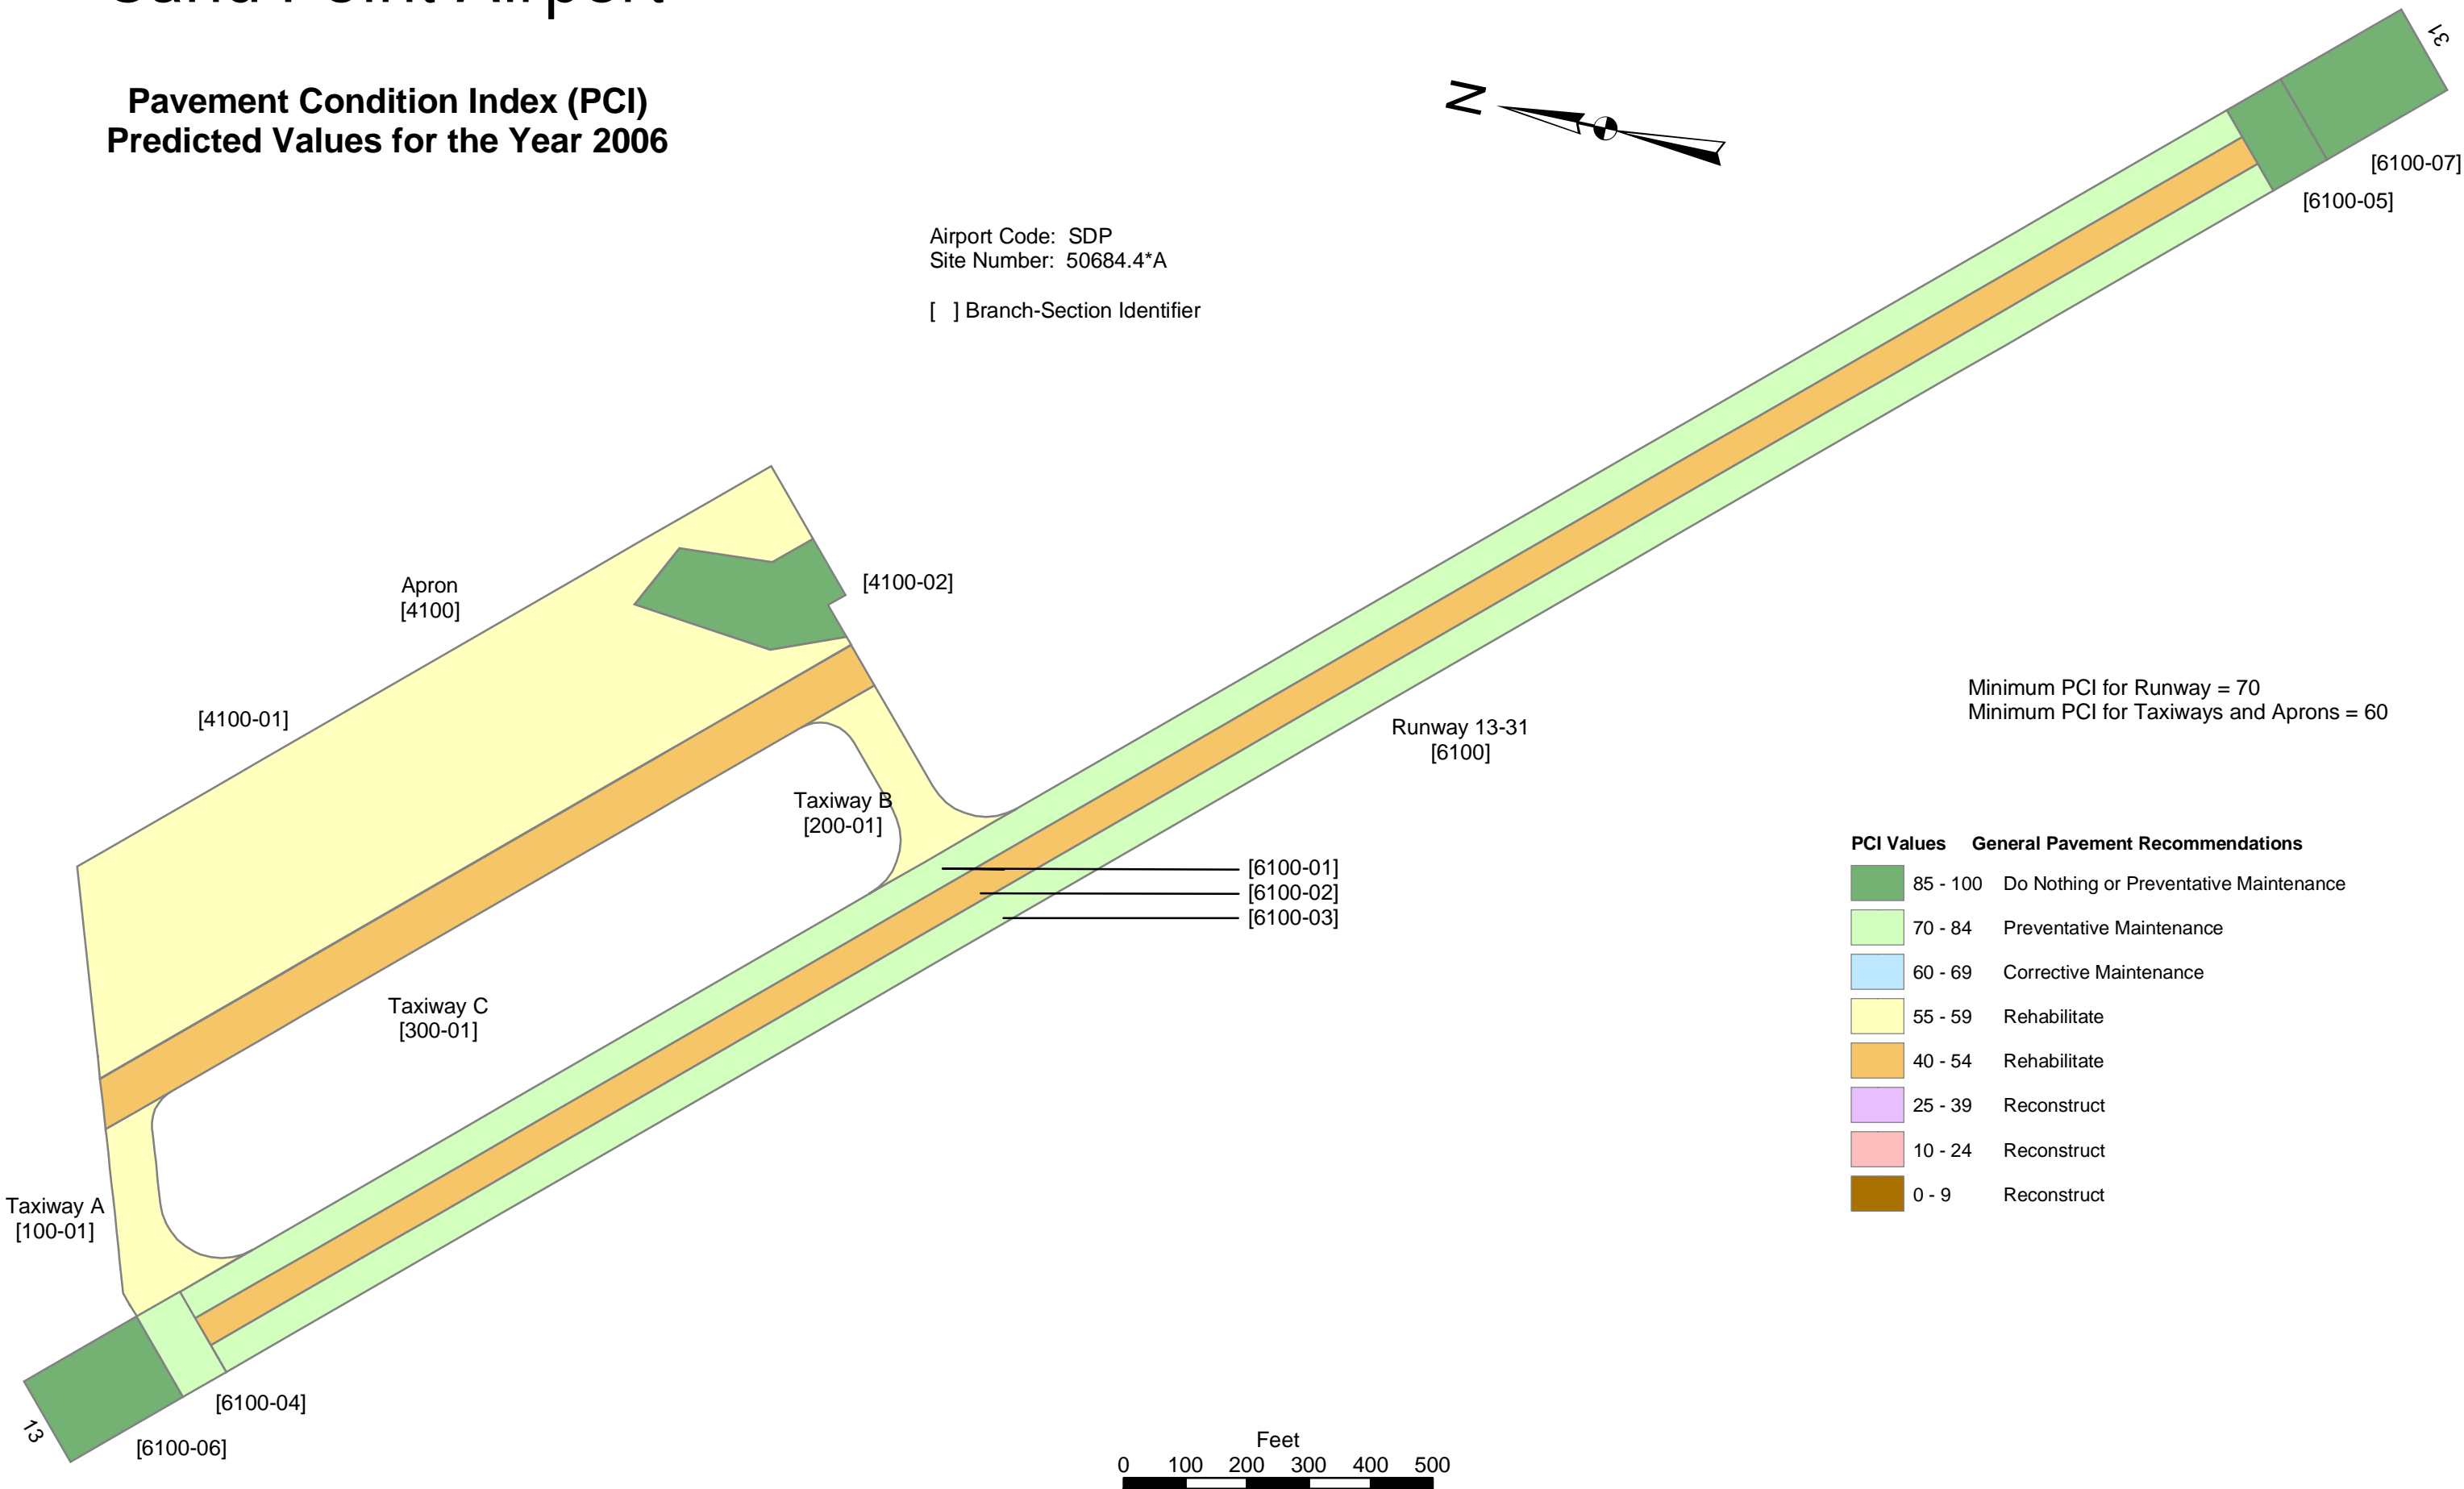 Sand Point Airport
Pavement Condition Index (PCI)
Predicted Values for the Year 2006
N
31
[6100-07]
[6100-05]
Airport Code: SDP
Site Number: 50684.4*A
[ ] Branch-Section Identifier
Apron
[4100]
[4100-02]
[4100-01]
Minimum PCI for Runway = 70
Minimum PCI for Taxiways and Aprons = 60
Runway 13-31
[6100]
Taxiway B
[200-01]
[6100-01]
[6100-02]
[6100-03]
PCI Values General Pavement Recommendations
85 - 100 Do Nothing or Preventative Maintenance
70 - 84 Preventative Maintenance
60 - 69 Corrective Maintenance
55 - 59 Rehabilitate
40 - 54 Rehabilitate
25 - 39 Reconstruct
10 - 24 Reconstruct
0 - 9 Reconstruct
Taxiway C
[300-01]
Taxiway A
[100-01]
[6100-04]
13
[6100-06]
Feet
0 100 200 300 400 500